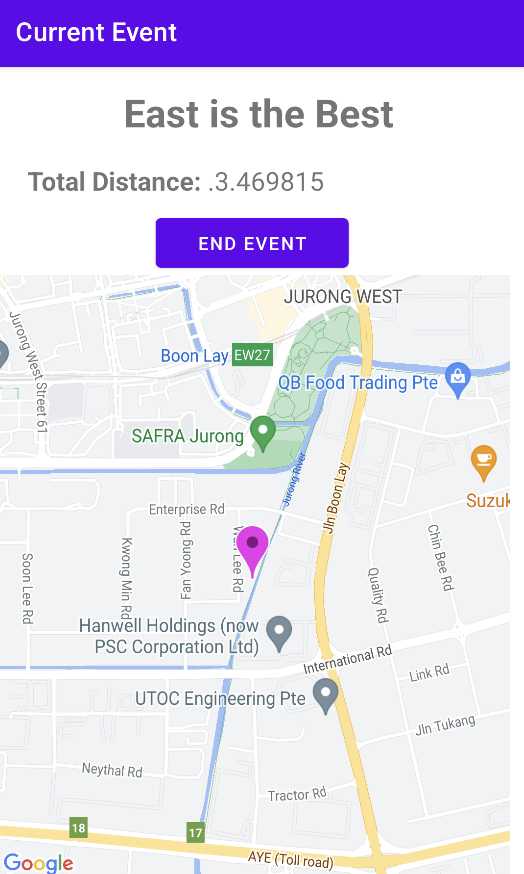 Current Event
East is the Best
Total Distance: .3.469815
END EVENT
JURONG WEST
Jurong West Street 61
Boon Lay EW27
QB Food Trading Pte
SAFRA Jurong
Jurong River
Jln Boon Lay
Suzuk
Enterprise Rd
Soon Lee Rd
Kwong Min Rd
Fan Yoong Rd
Lee Rd
Quality Rd
Chin Bee Rd
Hanwell Holdings (now
PSC Corporation Ltd)
International Rd
Link Rd
UTOC Engineering Pte
Jln Tukang
Neythal Rd
Tractor Rd
18
17
AYE (Toll road)
Google